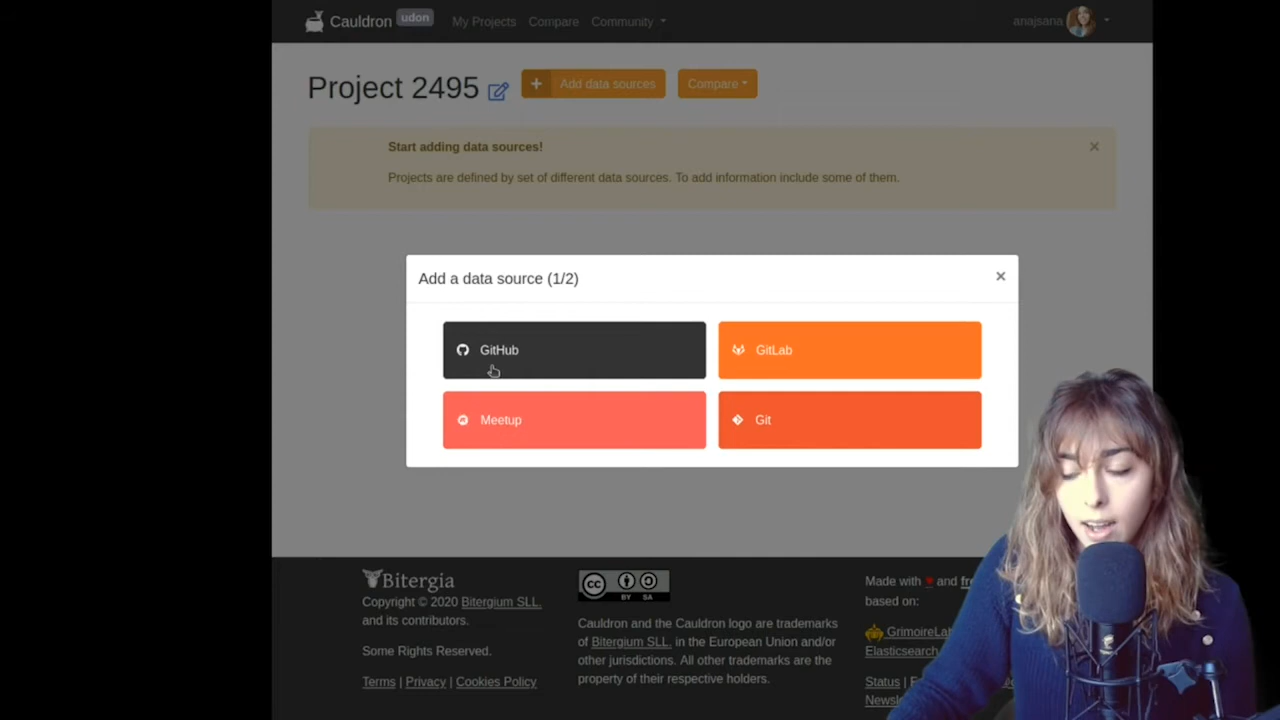 Cauldron udon My Projects Compare Community anajsana
Project 2495 Add data sources Compare
Start adding data sources!
Projects are defined by set of different data sources. To add information include some of them.
Add a data source (1/2)
GitHub GitLab
Meetup Git
Bitergia
Copyright © 2020 Bitergium SLL.
and its contributors.
Some Rights Reserved.
Terms | Privacy | Cookies Policy
cc BY SA
Cauldron and the Cauldron logo are trademarks
of Bitergium SLL. in the European Union and/or
other jurisdictions. All other trademarks are the
property of their respective holders.
Made with and
based on:
Elasticsearch
Status |